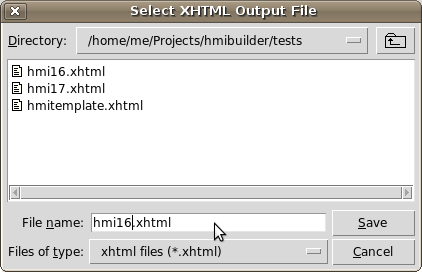 Select XHTML Output File
Directory: /home/me/Projects/hmibuilder/tests
hmi16.xhtml
hmi17.xhtml
hmitemplate.xhtml
File name: hmi16.xhtml Save
Files of type: xhtml files (*.xhtml) Cancel